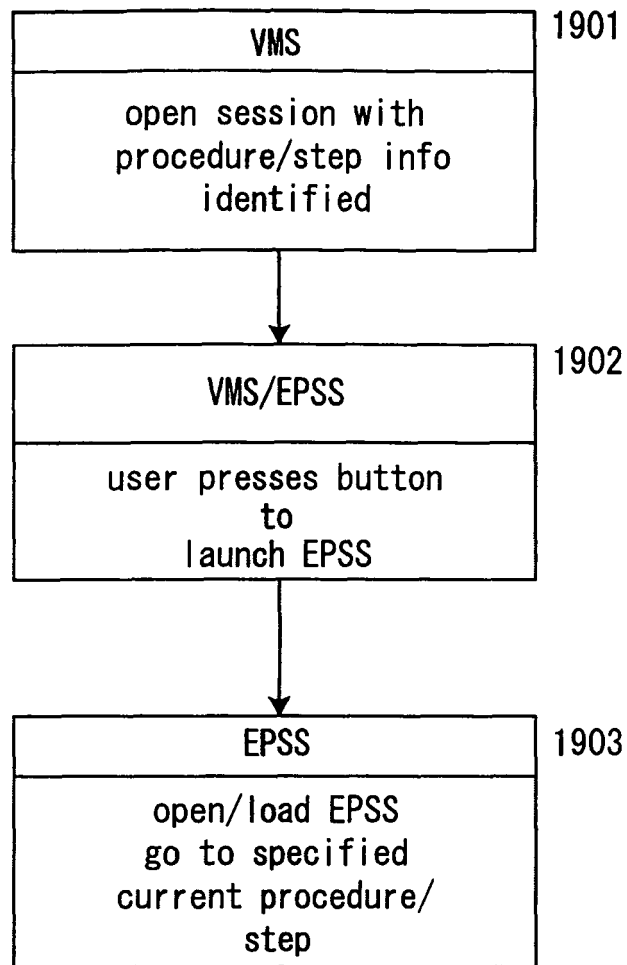 1901
VMS
open session with
procedure/step info
identified
1902
VMS/EPSS
user presses button
to
launch EPSS
1903
EPSS
open/load EPSS
go to specified
current procedure/
step